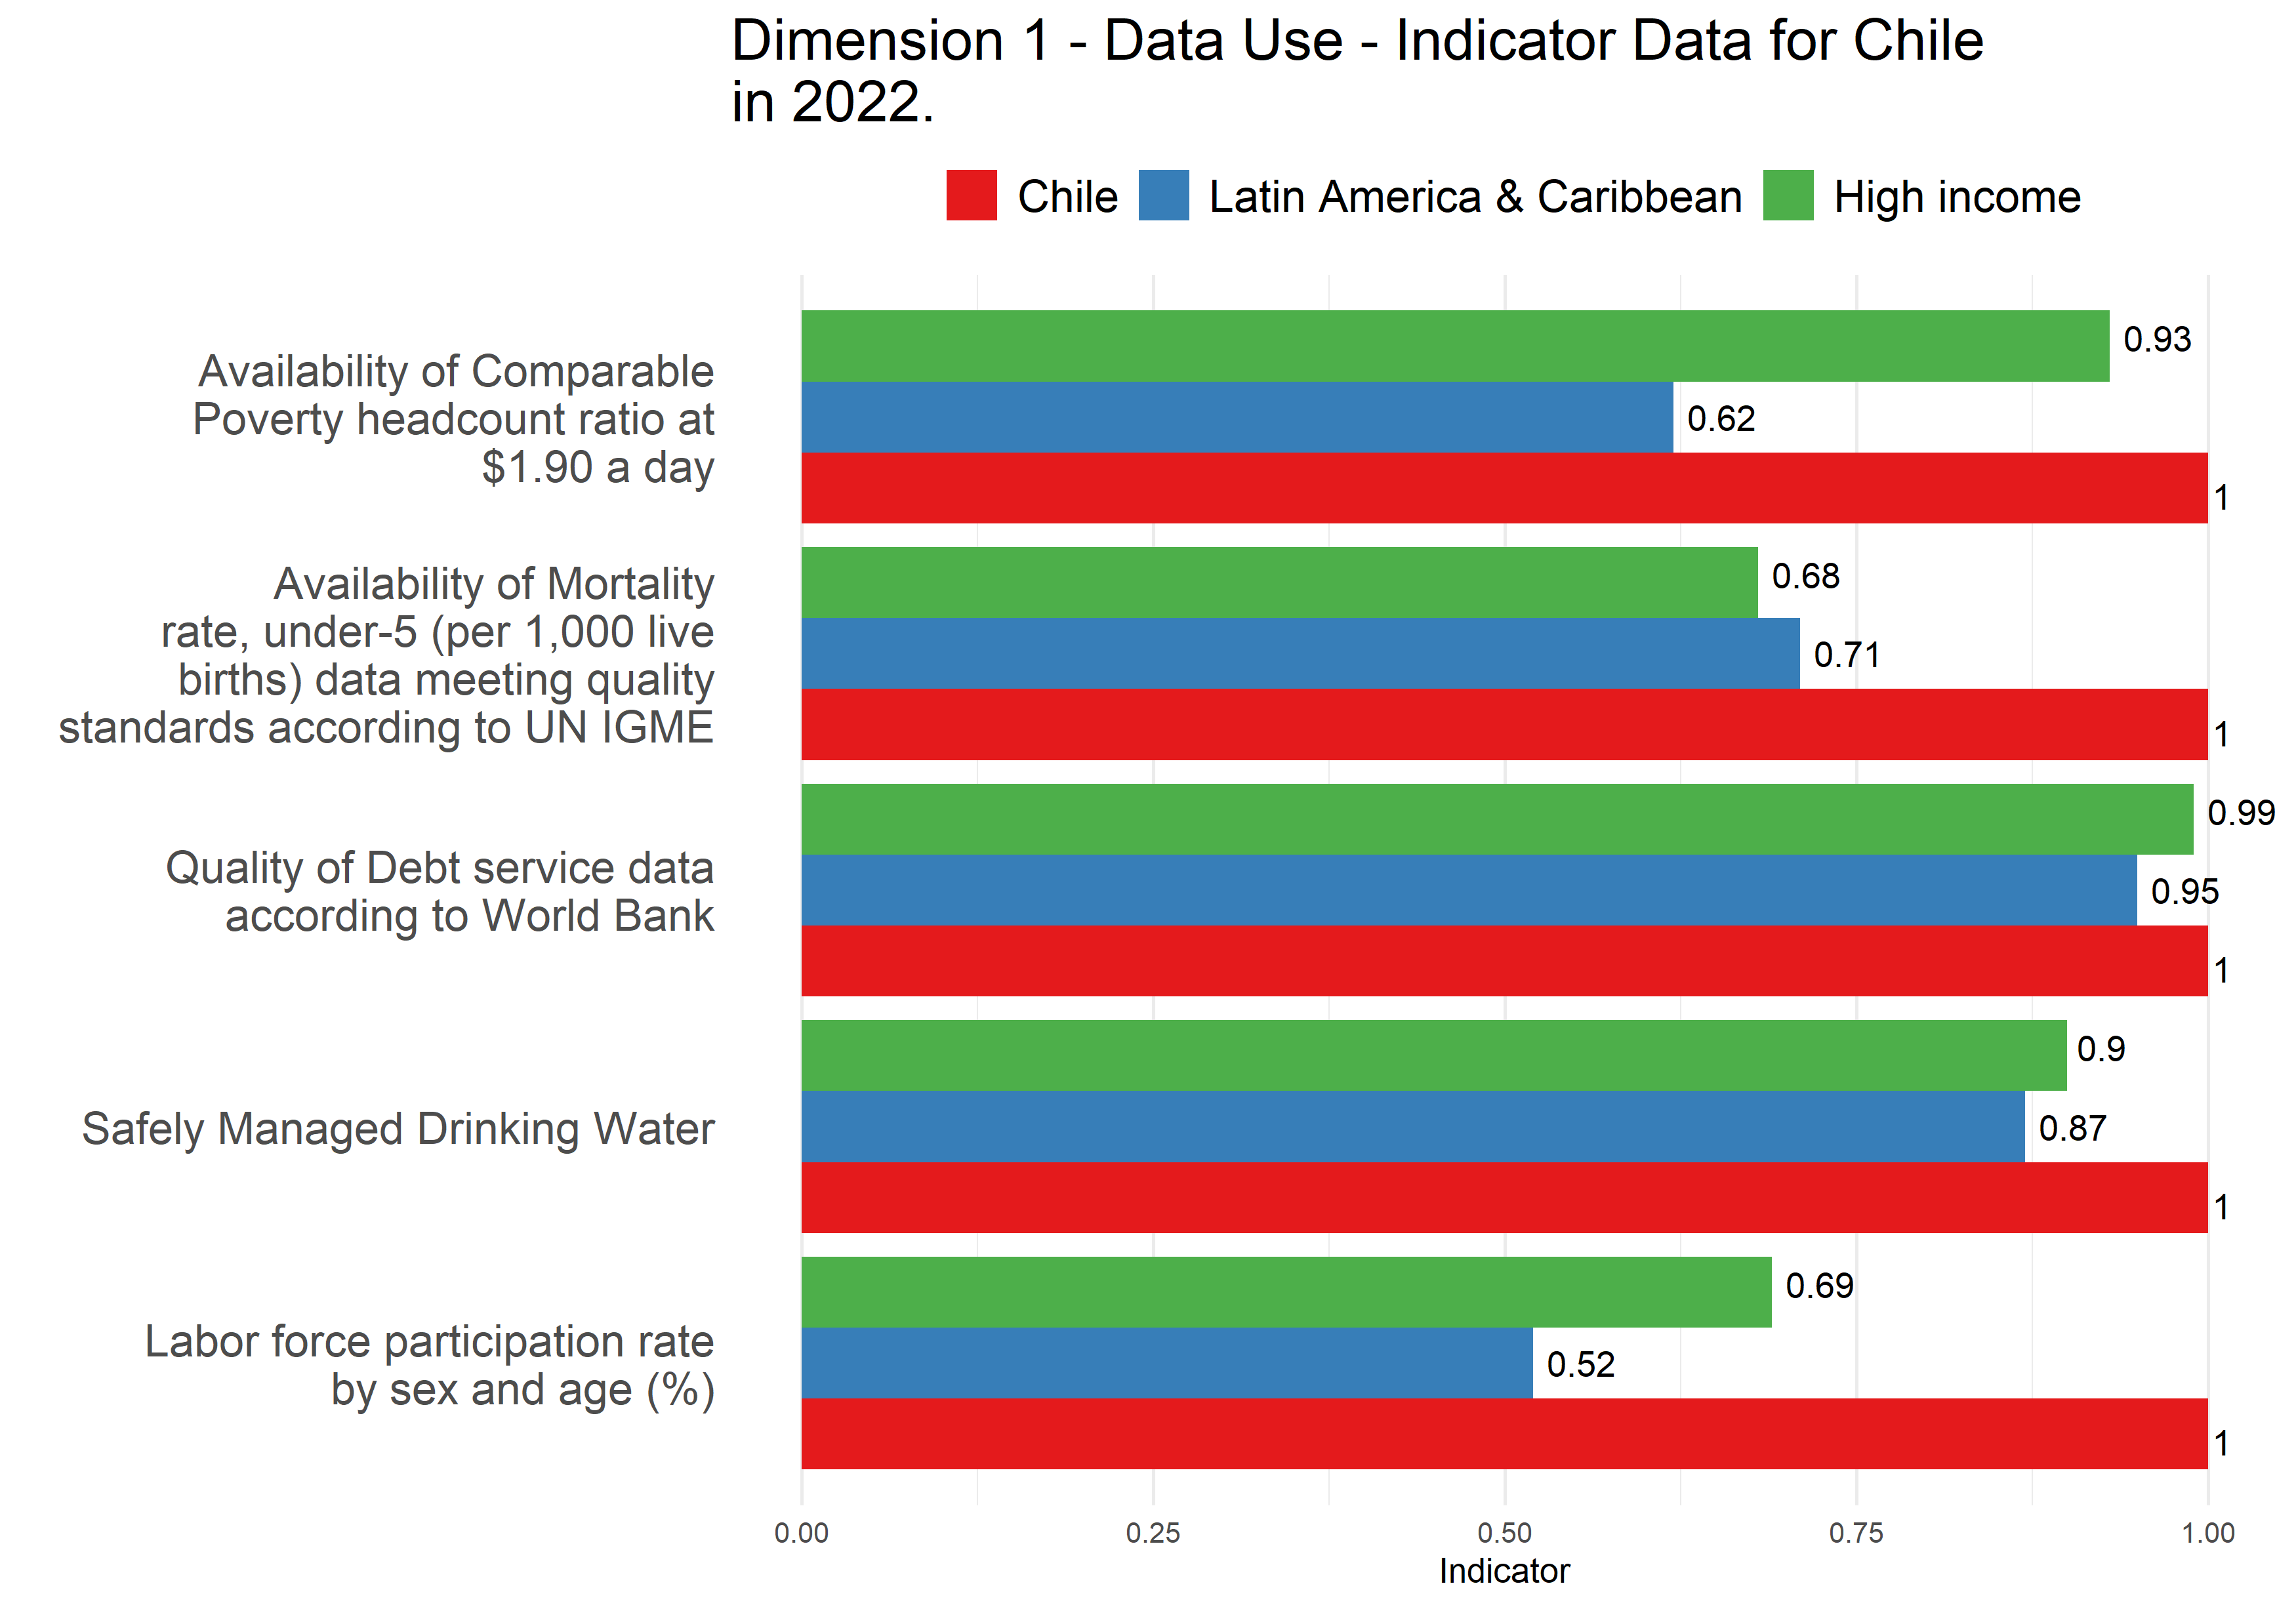 Dimension 1 - Data Use - Indicator Data for Chile
in 2022.
Chile
Latin America & Caribbean
High income
Availability of Comparable
Poverty headcount ratio at
$1.90 a day
0.93
0.62
1
Availability of Mortality
rate, under-5 (per 1,000 live
births) data meeting quality
standards according to UN IGME
0.68
0.71
1
Quality of Debt service data
according to World Bank
0.99
0.95
1
Safely Managed Drinking Water
0.9
0.87
1
Labor force participation rate
by sex and age (%)
0.69
0.52
1
0.00
0.25
0.50
0.75
1.00
Indicator